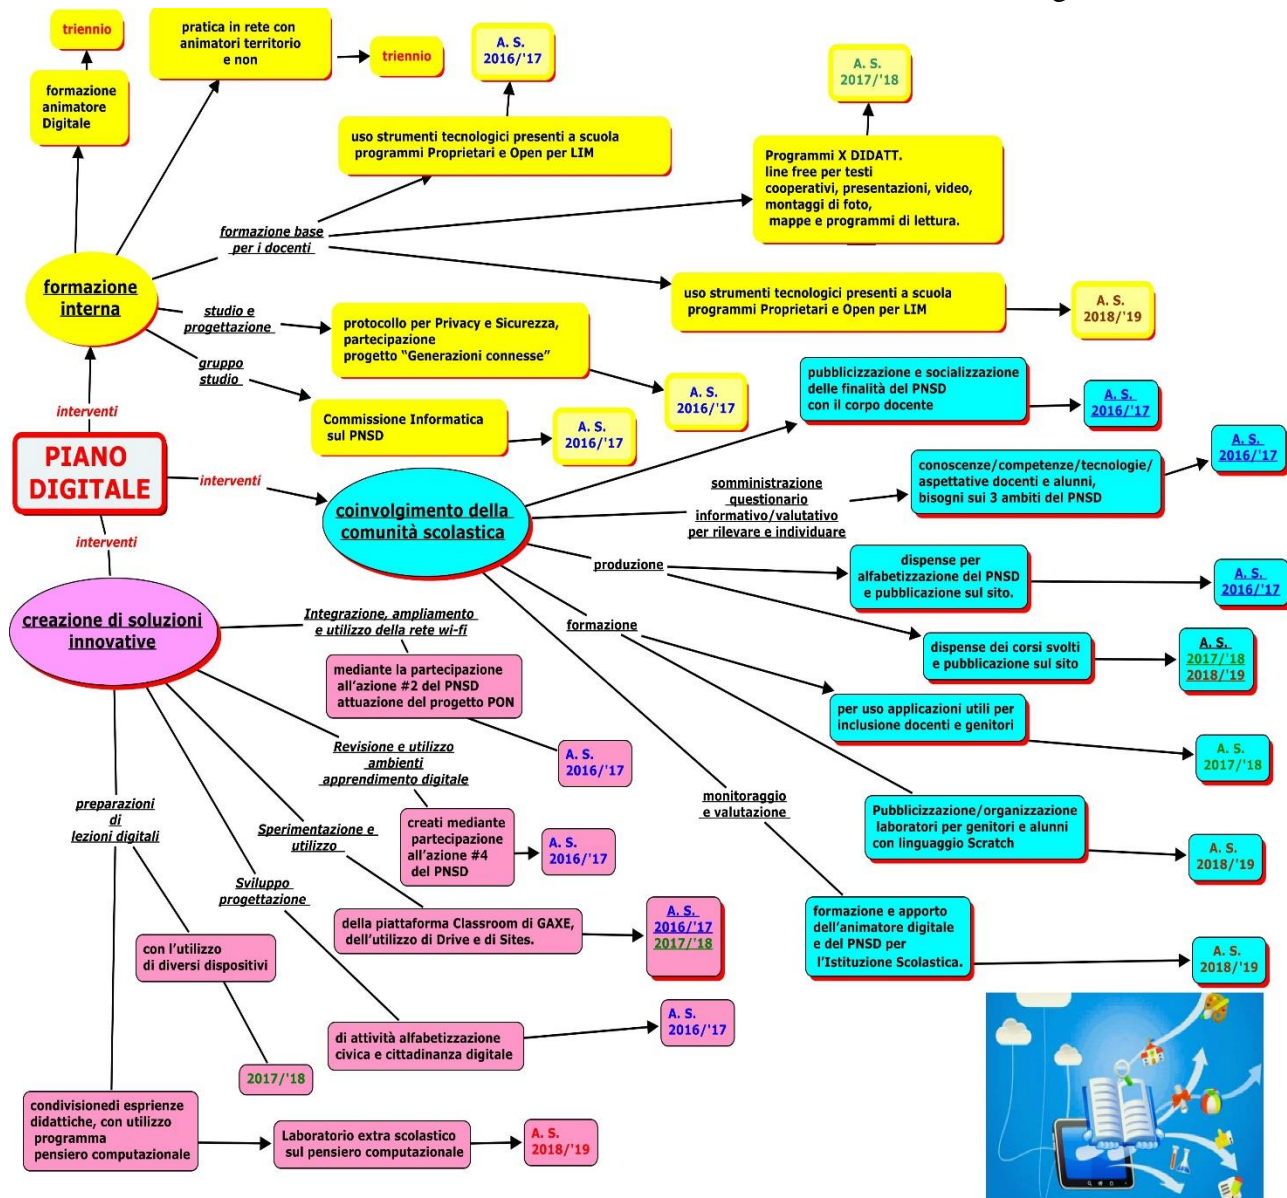 triennio
formazione
animatore
Digitale
pratica in rete con
animatori territorio
e non
triennio
A. S.
2016/'17
uso strumenti tecnologici presenti a scuola
programmi Proprietari e Open per LIM
A. S.
2017/'18
Programmi X DIDATT.
line free per testi
cooperativi, presentazioni, video,
montaggi di foto,
mappe e programmi di lettura.
formazione base
per i docenti
formazione
interna
uso strumenti tecnologici presenti a scuola
programmi Proprietari e Open per LIM
A. S.
2018/'19
studio e
progettazione
protocollo per Privacy e Sicurezza,
partecipazione
progetto “Generazioni connesse”
A. S.
2016/'17
gruppo
studio
Commissione Informatica
sul PNSD
A. S.
2016/'17
interventi
PIANO
DIGITALE
interventi
interventi
coinvolgimento della
comunità scolastica
pubblicizzazione e socializzazione
delle finalità del PNSD
con il corpo docente
A. S.
2016/'17
somministrazione
questionario
informativo/valutativo
per rilevare e individuare
conoscenze/competenze/tecnologie/
aspettative docenti e alunni,
bisogni sui 3 ambiti del PNSD
A. S.
2016/'17
produzione
dispense per
alfabetizzazione del PNSD
e pubblicazione sul sito.
A. S.
2016/'17
dispense dei corsi svolti
e pubblicazione sul sito
A. S.
2017/'18
2018/'19
formazione
per uso applicazioni utili per
inclusione docenti e genitori
A. S.
2017/'18
Pubblicizzazione/organizzazione
laboratori per genitori e alunni
con linguaggio Scratch
A. S.
2018/'19
monitoraggio
e valutazione
formazione e apporto
dell’animatore digitale
e del PNSD per
l’Istituzione Scolastica.
A. S.
2018/'19
creazione di soluzioni
innovative
Integrazione, ampliamento
e utilizzo della rete wi-fi
mediante la partecipazione
all’azione #2 del PNSD
attuazione del progetto PON
A. S.
2016/'17
Revisione e utilizzo
ambienti
apprendimento digitale
creati mediante
partecipazione
all’azione #4
del PNSD
A. S.
2016/'17
Sperimentazione e
utilizzo
della piattaforma Classroom di GAXE,
dell’utilizzo di Drive e di Sites.
A. S.
2016/'17
2017/'18
Sviluppo
progettazione
di attività alfabetizzazione
civica e cittadinanza digitale
A. S.
2016/'17
preparazioni
di
lezioni digitali
con l’utilizzo
di diversi dispositivi
2017/'18
condivisionedi esprienze
didattiche, con utilizzo
programma
pensiero computazionale
Laboratorio extra scolastico
sul pensiero computazionale
A. S.
2018/'19